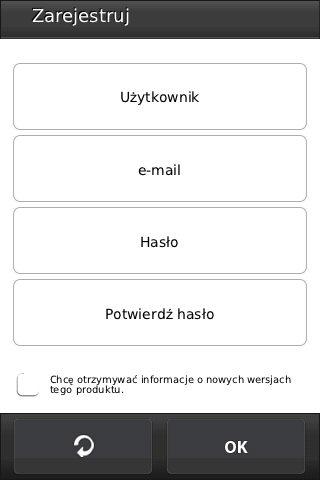 Zarejestruj
Użytkownik
e-mail
Hasło
Potwierdź hasło
Chcę otrzymywać informacje o nowych wersjach
tego produktu.
OK